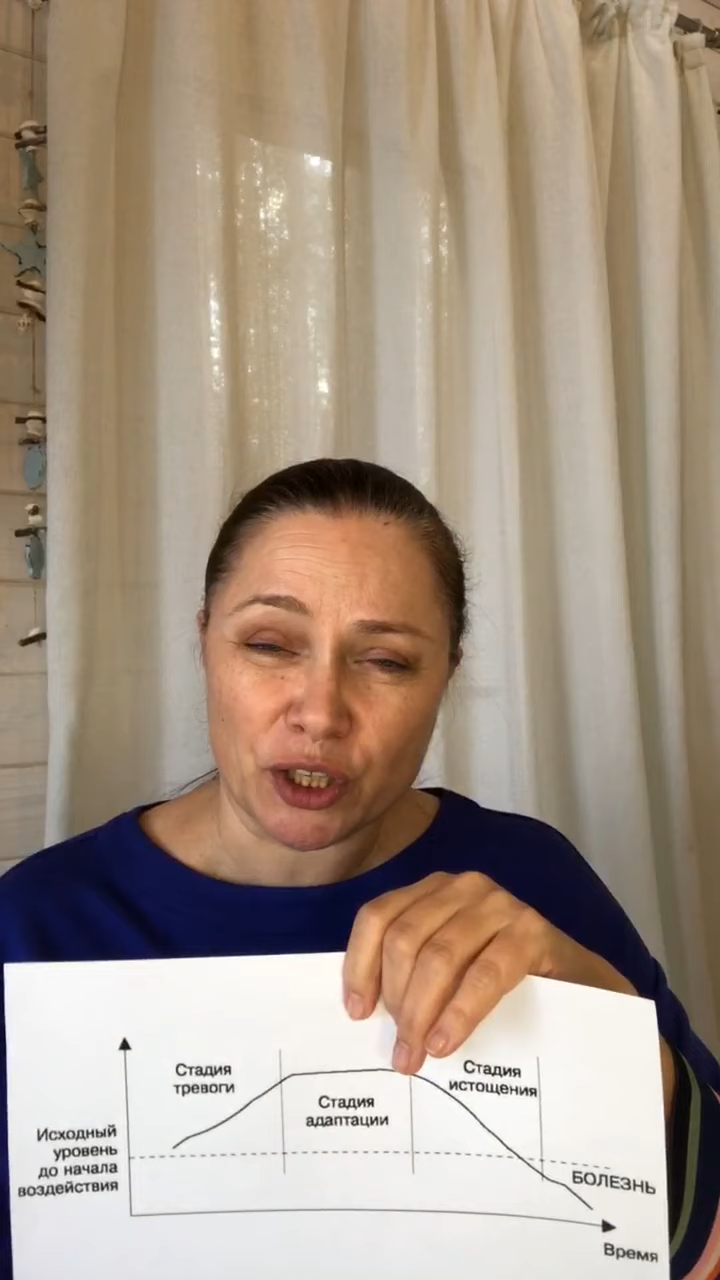 Стадия
тревоги
Стадия
адаптации
Стадия
истощения
Исходный
уровень
до начала
воздействия
БОЛЕЗНЬ
Время